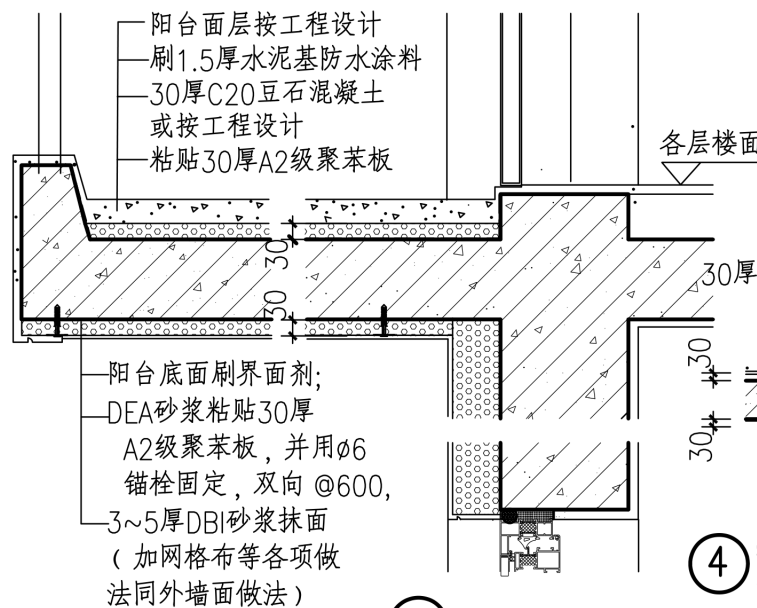 阳台面层按工程设计
刷1.5厚水泥基防水涂料
30厚C20豆石混凝土
或按工程设计
粘贴30厚A2级聚苯板
各层楼面
30
30
30厚
30
30
阳台底面刷界面剂;
DEA砂浆粘贴30厚
A2级聚苯板，并用ø6
锚栓固定，双向 @600，
3~5厚DBI砂浆抹面
（加网格布等各项做
法同外墙面做法）
4